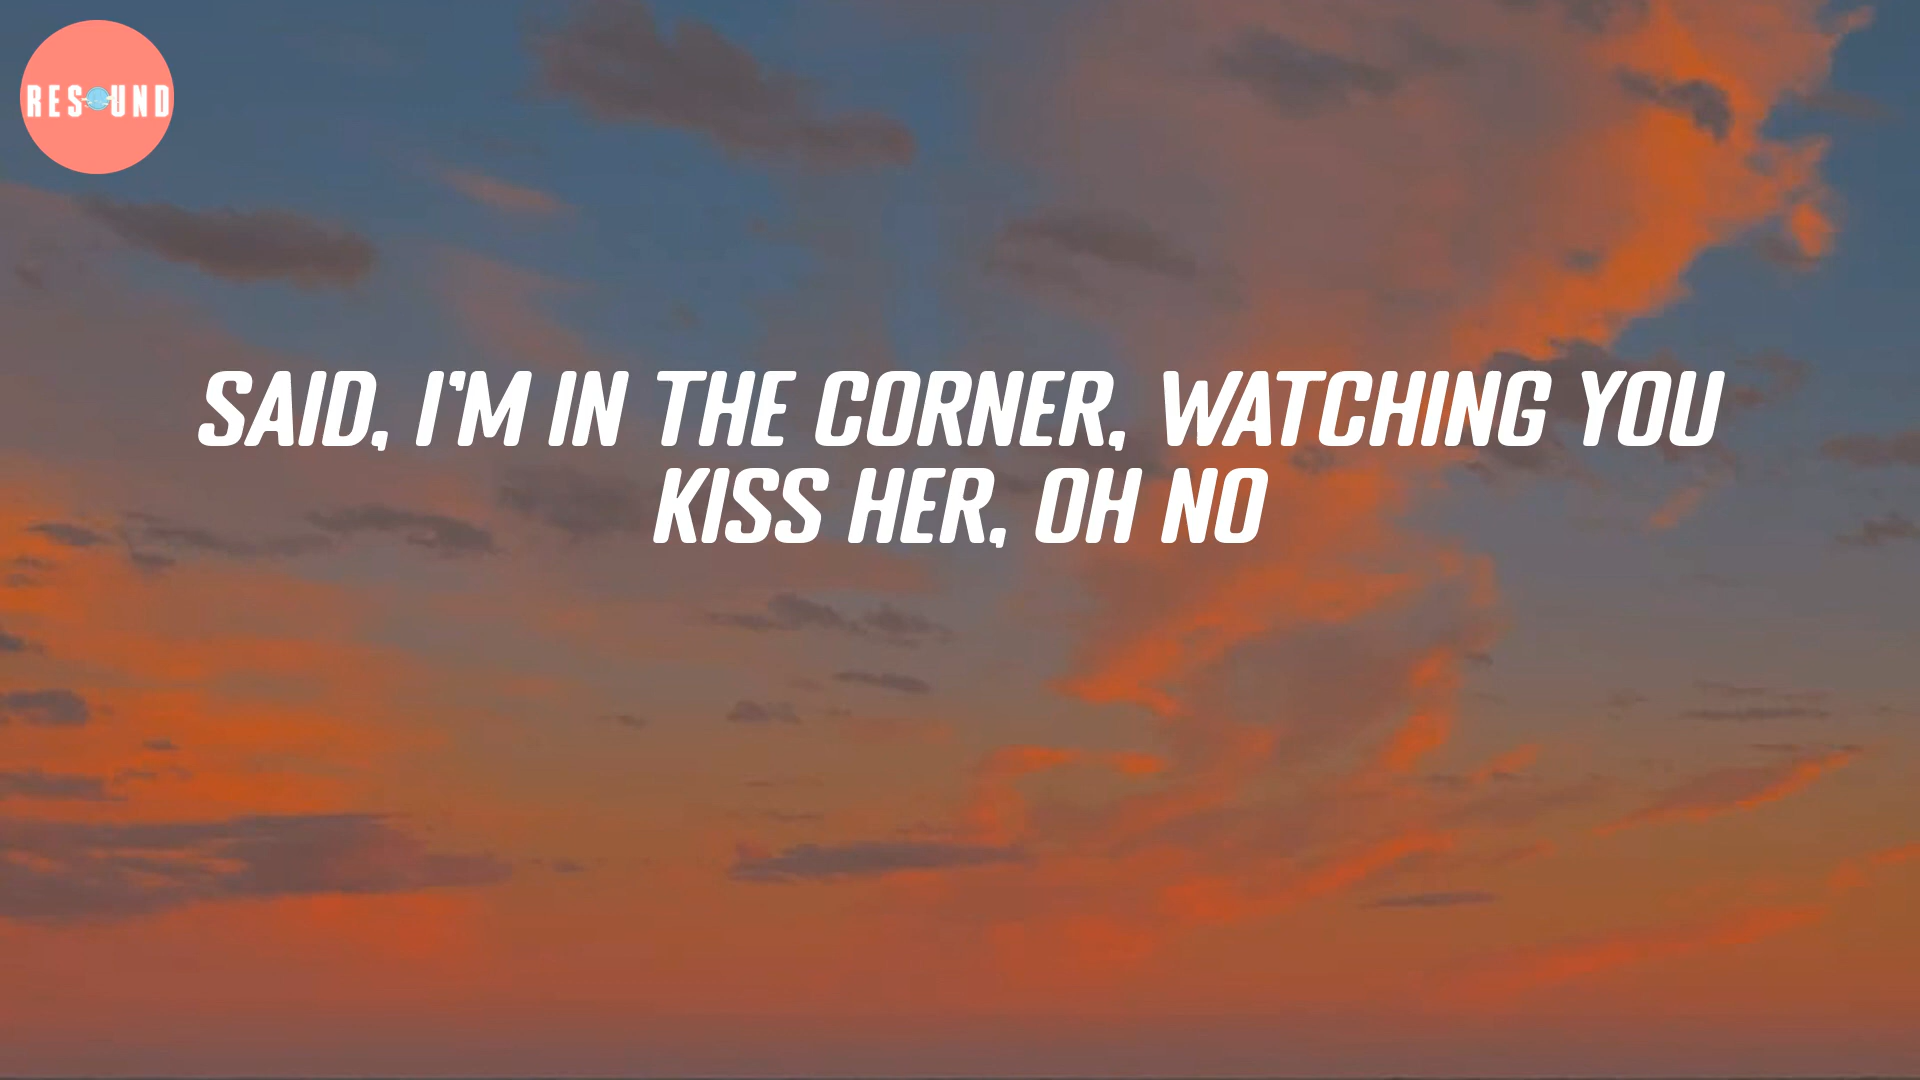 RESOUND
SAID, I'M IN THE CORNER, WATCHING YOU
KISS HER, OH NO